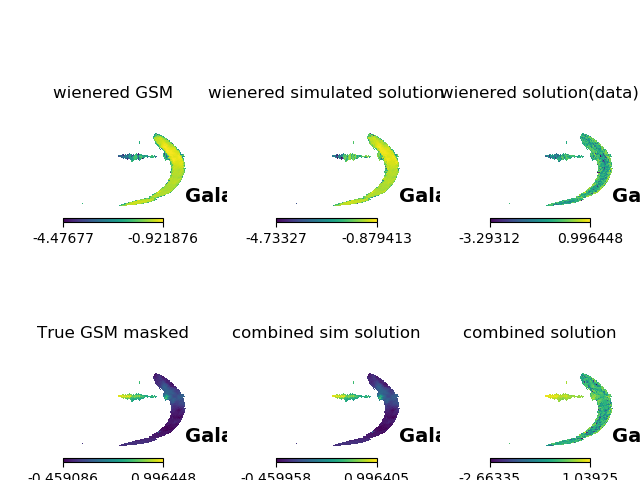 wienered GSM
wienered simulated solution
wienered solution(data)
Gala
Gala
Ga
-4.47677
-0.921876
-4.73327
-0.879413
-3.29312
0.996448
True GSM masked
combined sim solution
combined solution
Gala
Gala
Ga
-0.459086
0.996448
-0.459958
0.996405
-2.66335
1.03925